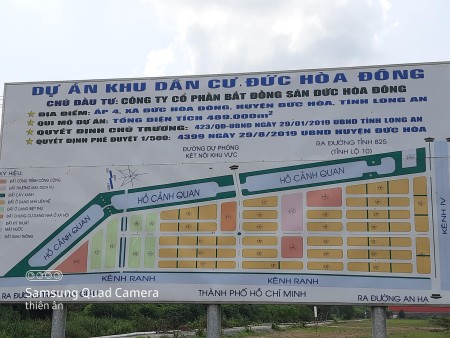 DỰ ÁN KHU DÂN CƯ ĐỨC HÒA ĐÔNG
CHỦ ĐẦU TƯ: CÔNG TY CỔ PHẦN BẤT ĐỘNG SẢN ĐỨC HÒA ĐÔNG
★ ĐỊA ĐIỂM: ẤP 4, XÃ ĐỨC HÒA ĐÔNG, HUYỆN ĐỨC HÒA, TỈNH LONG AN
★ QUI MÔ DỰ ÁN: TỔNG DIỆN TÍCH 469.000m²
★ QUYẾT ĐỊNH CHỦ TRƯƠNG: 423/QĐ-UBND NGÀY 29/01/2019 UBND TỈNH LONG AN
★ QUYẾT ĐỊNH PHÊ DUYỆT 1/500: 4399 NGÀY 29/8/2019 UBND HUYỆN ĐỨC HÒA
KÝ HIỆU:
ĐƯỜNG DỰ PHÓNG
KẾT NỐI KHU VỰC
RA ĐƯỜNG TỈNH 825
(TỈNH LỘ 10)
HỒ CẢNH QUAN
HỒ CẢNH QUAN
HỒ CẢNH QUAN
KÊNH IV
KÊNH RANH
KÊNH RANH
RA ĐƯỜNG
THÀNH PHỐ HỒ CHÍ MINH
RA ĐƯỜNG AN HẠ
Samsung Quad Camera
thiên ân